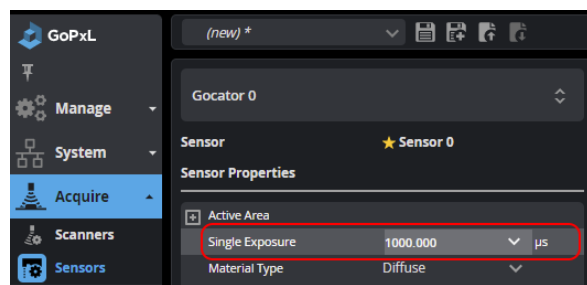 GoPxL
(new) *
Manage
System
Acquire
Scanners
Sensors
Gocator 0
Sensor ★ Sensor 0
Sensor Properties
Active Area
Single Exposure 1000.000 µs
Material Type Diffuse